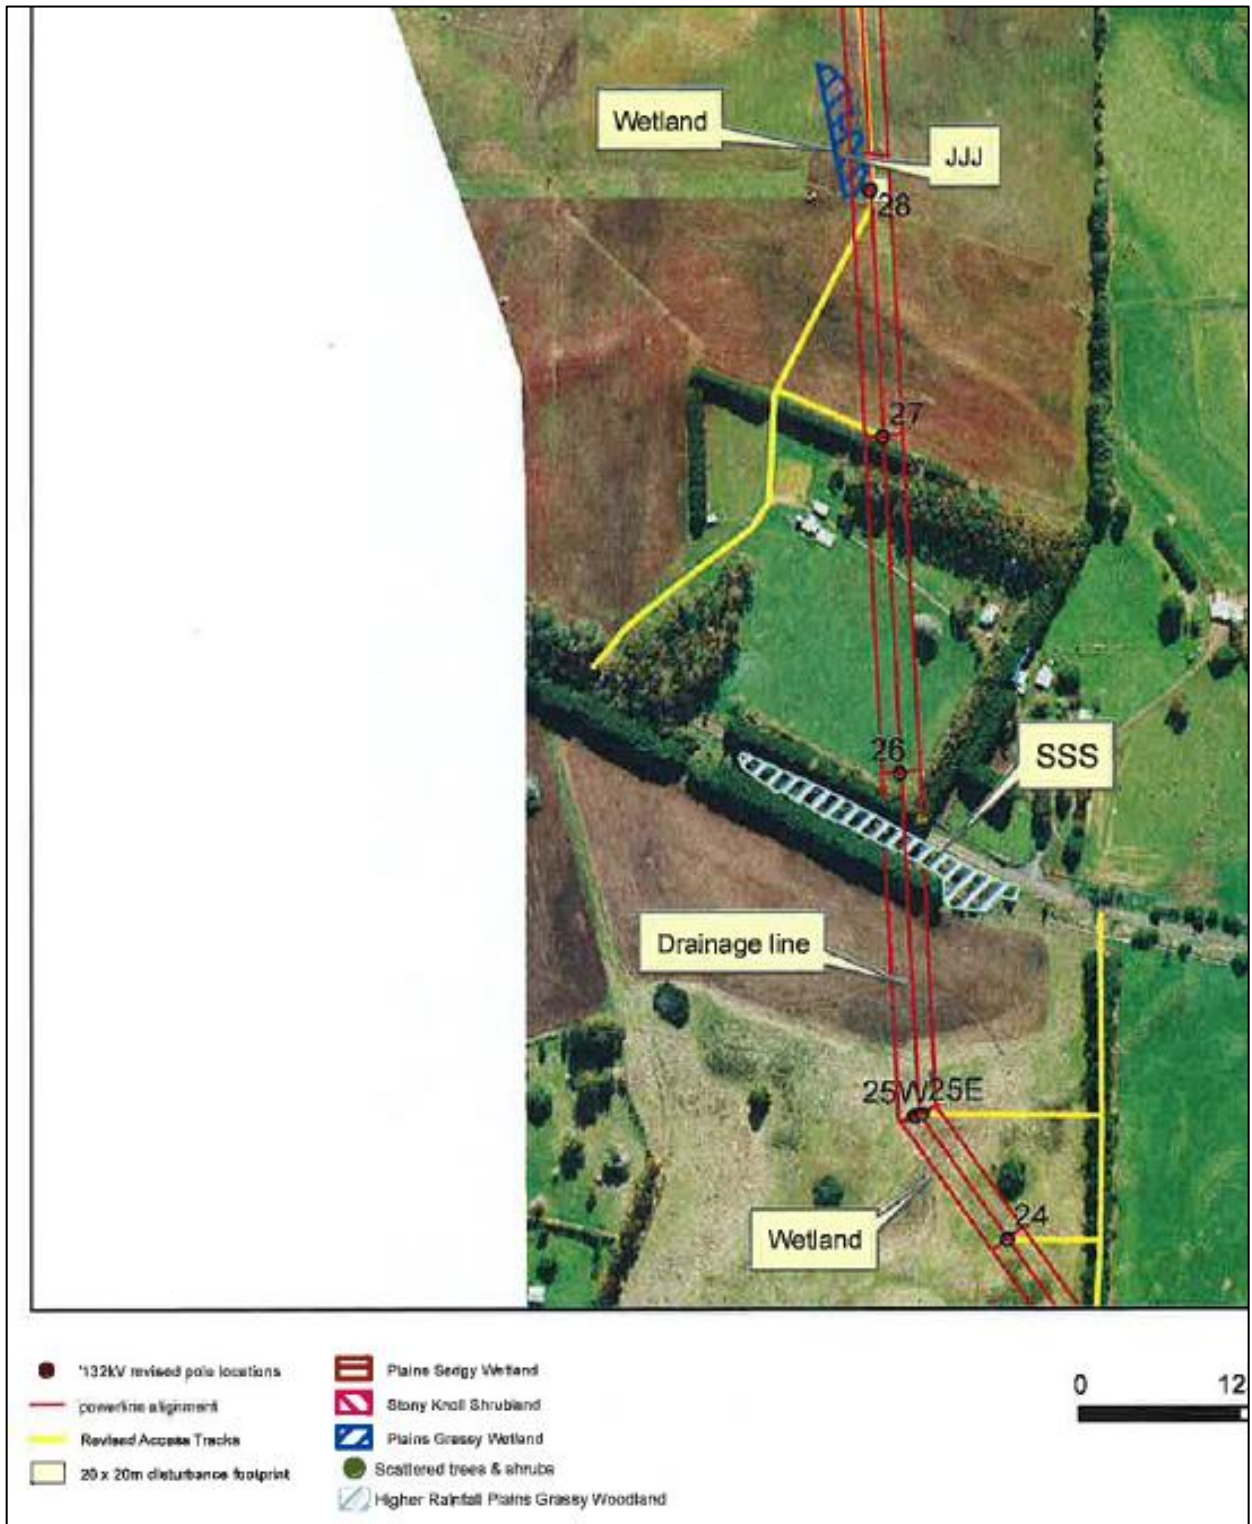 Wetland
JJJ
28
27
26
SSS
Drainage line
25W 25E
24
Wetland
'132kV revised pole locations
powerline alignment
Revised Access Tracks
20 x 20m disturbance footprint
Plains Sedgy Wetland
Stony Knoll Shrubland
Plains Grassy Wetland
Scattered trees & shrubs
Higher Rainfall Plains Grassy Woodland
0 12